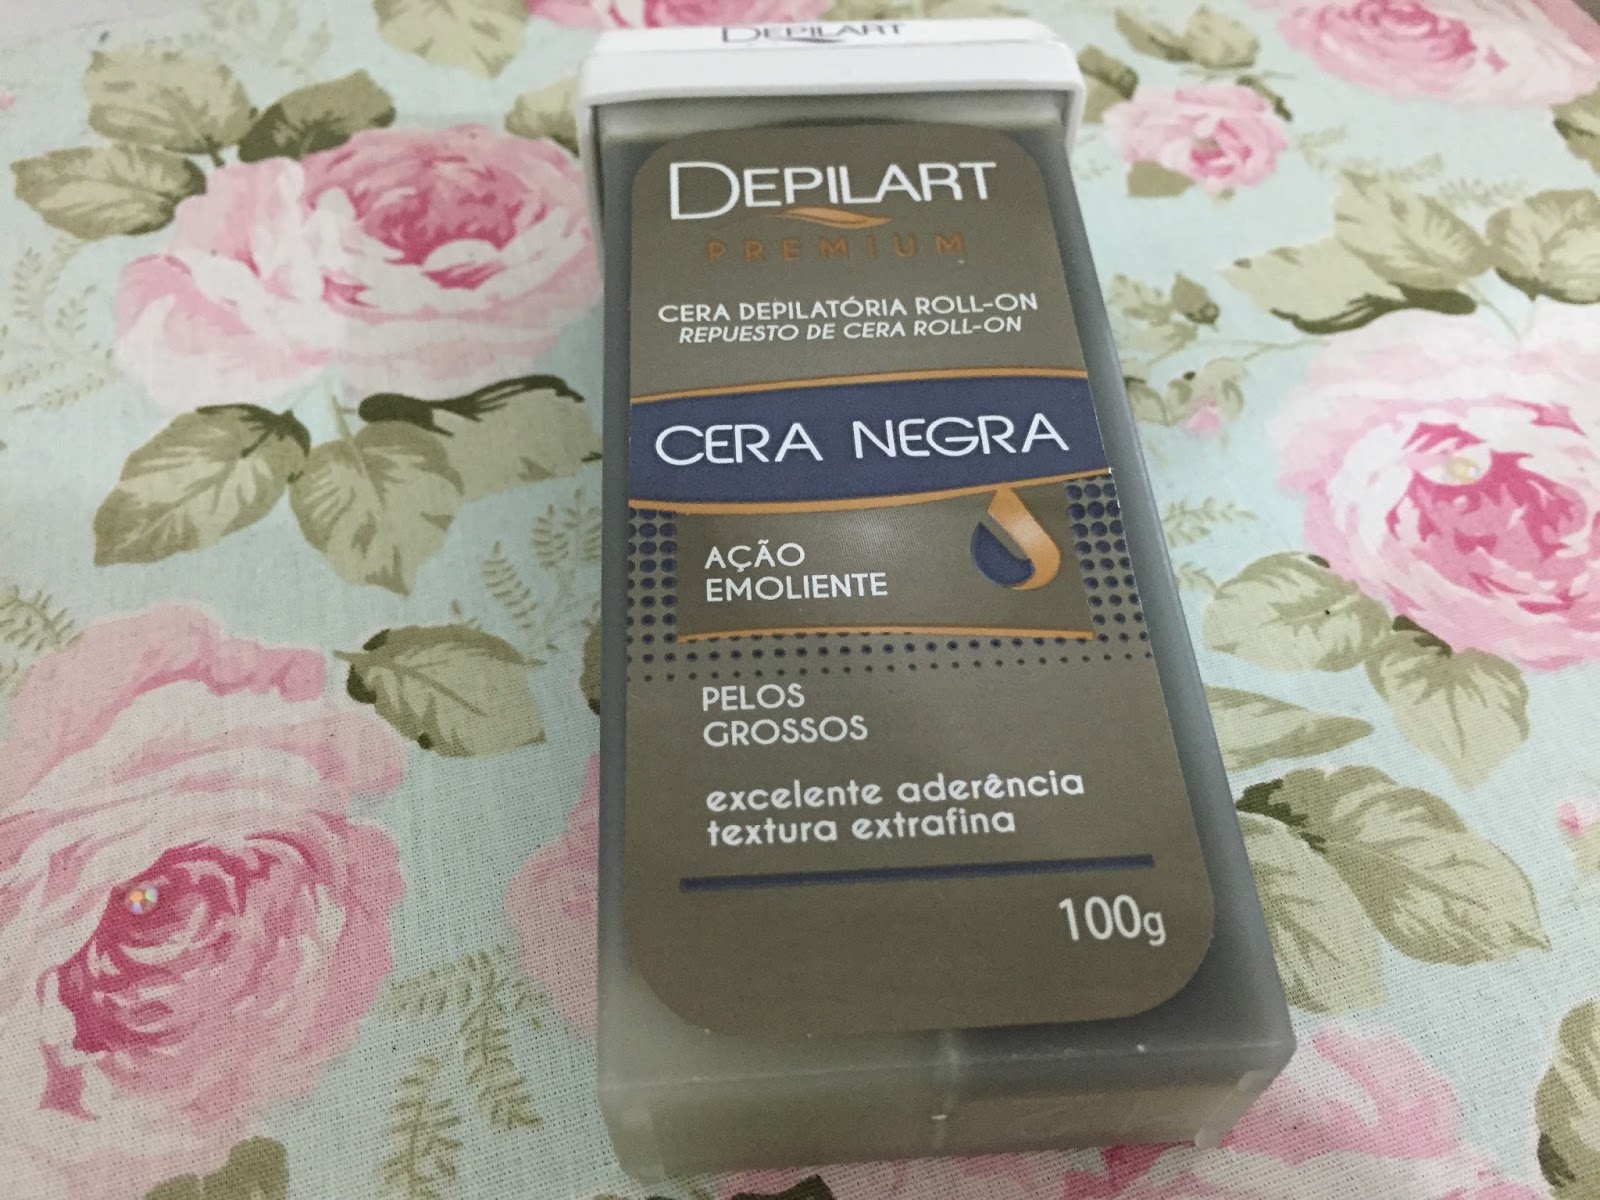 DEPILART
DEPILART
PREMIUM
CERA DEPILATÓRIA ROLL-ON
REPUESTO DE CERA ROLL-ON
CERA NEGRA
AÇÃO
EMOLIENTE
PELOS
GROSSOS
excelente aderência
textura extrafina
100g